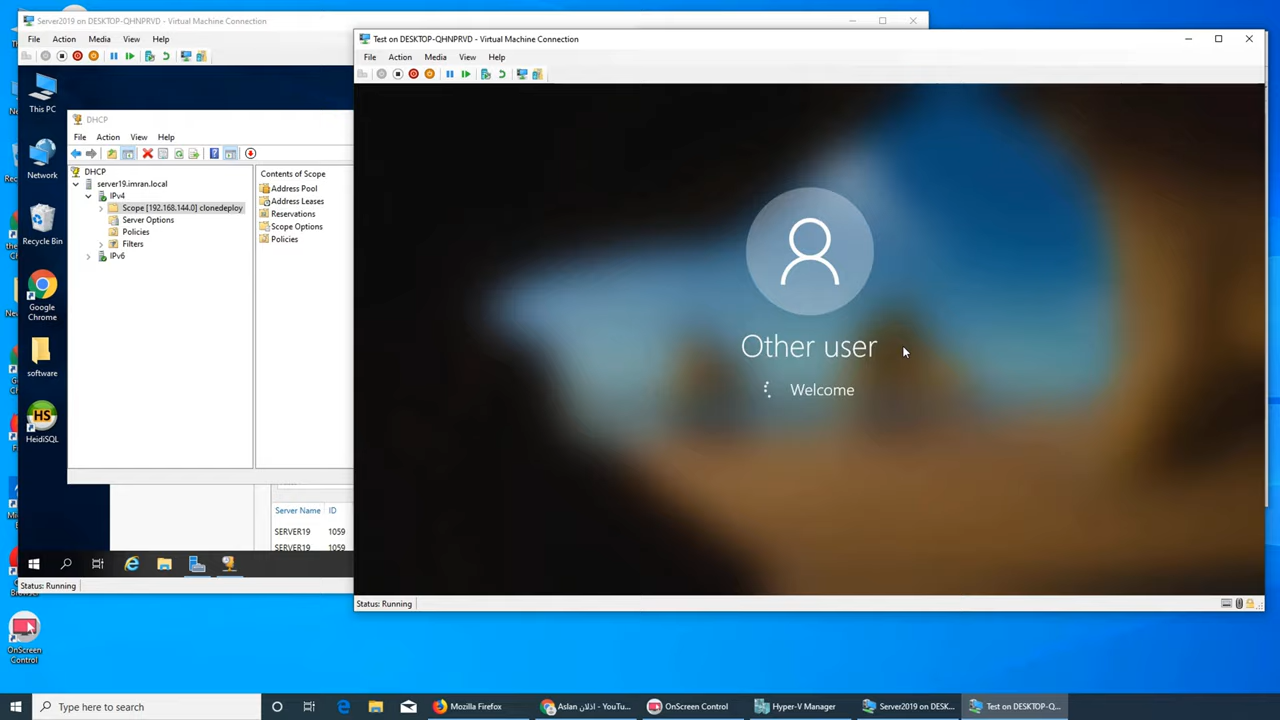 Server2019 on DESKTOP-QHNPRVD - Virtual Machine Connection
File Action Media View Help
This PC
Network
Recycle Bin
Google
Chrome
software
HeidiSQL
DHCP
File Action View Help
DHCP
server19.imran.local
IPv4
Scope [192.168.144.0] clonedeploy
Server Options
Policies
Filters
IPv6
Contents of Scope
Address Pool
Address Leases
Reservations
Scope Options
Policies
Server Name ID
SERVER19 1059
SERVER19 1059
Status: Running
Test on DESKTOP-QHNPRVD - Virtual Machine Connection
File Action Media View Help
Other user
Welcome
Status: Running
OnScreen
Control
Type here to search
Mozilla Firefox
Aslan اذلان - YouTu...
OnScreen Control
Hyper-V Manager
Server2019 on DESK...
Test on DESKTOP-Q...